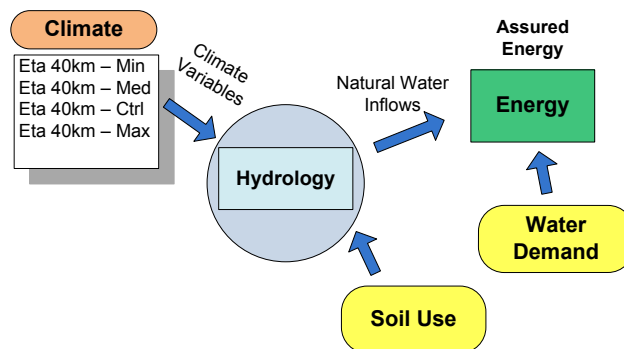 Climate
Eta 40km – Min
Eta 40km – Med
Eta 40km – Ctrl
Eta 40km – Max
Climate
Variables
Hydrology
Natural Water
Inflows
Assured
Energy
Energy
Water
Demand
Soil Use